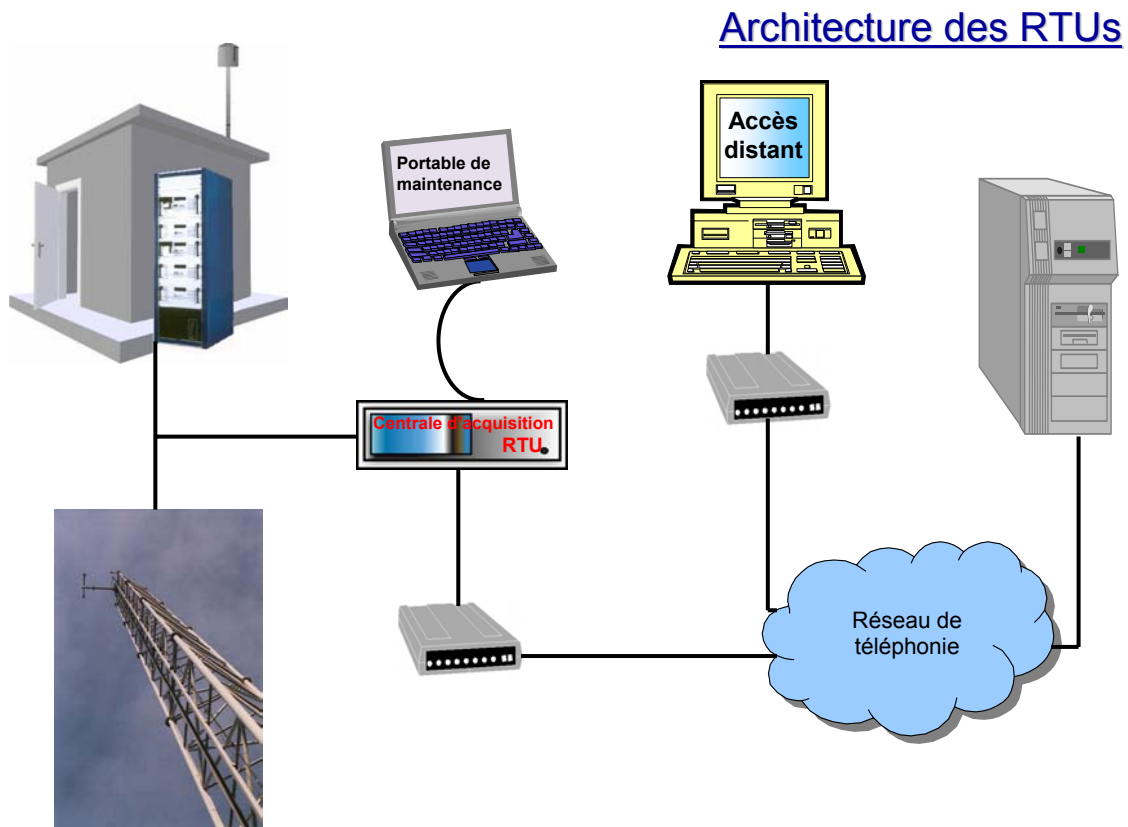 Architecture des RTUs
Accès
distant
Portable de
maintenance
Centrale d'acquisition
RTU
Réseau de
téléphonie